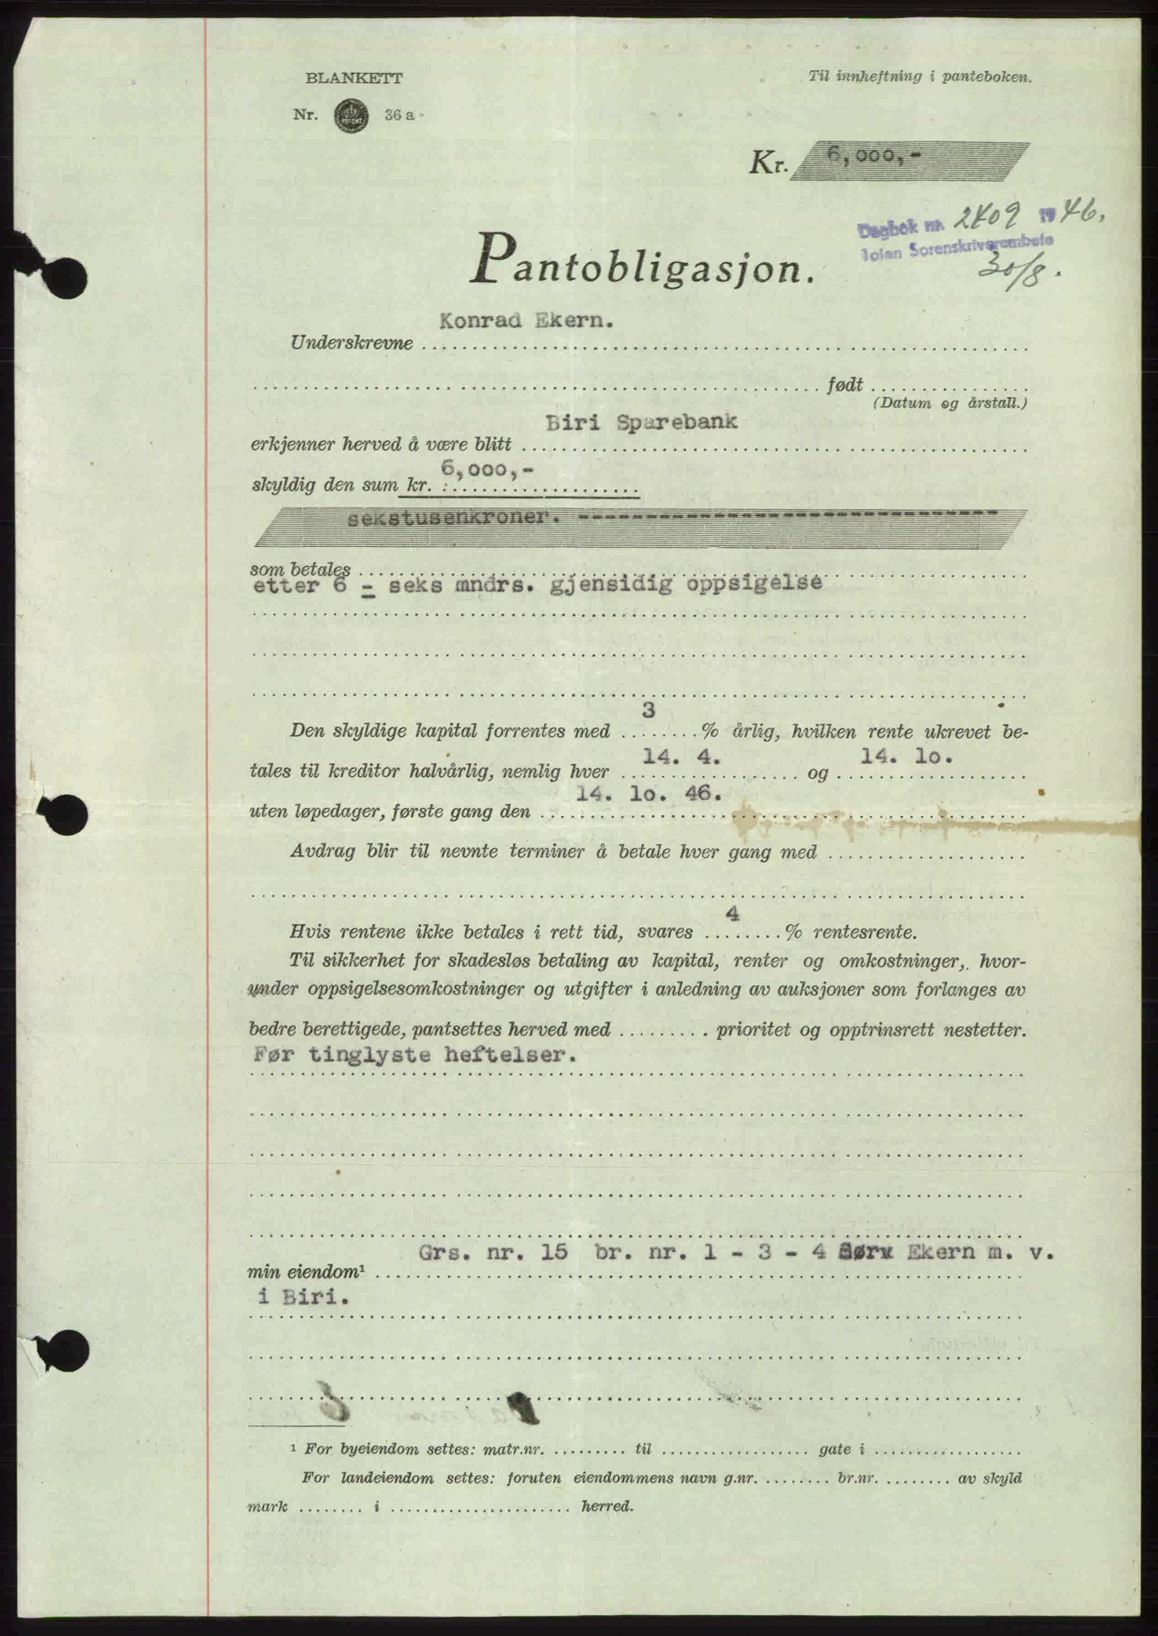 BLANKETT
Til innheftning i panteboken.
Nr. 36 a
Kr. 6,000,-
Dagbok nr. 2409 1946.
Toten Sorenskriverembete
30/8.
Pantobligasjon.
Konrad Ekern.
Underskrevne
født
(Datum og årstall.)
Biri Sparebank
erkjenner herved å være blitt
6,000,-
skyldig den sum kr. :
sekstusenkroner. -----------------------------
som betales
etter 6 - seks mndrs. gjensidig oppsigelse
3
Den skyldige kapital forrentes med ........% årlig, hvilken rente ukrevet be-
14. 4. 14. lo.
tales til kreditor halvårlig, nemlig hver .................. og ...................
14. lo. 46.
uten løpedager, første gang den
Avdrag blir til nevnte terminer å betale hver gang med ....................
4
Hvis rentene ikke betales i rett tid, svares ........% rentesrente.
Til sikkerhet for skadesløs betaling av kapital, renter og omkostninger, hvor-
under oppsigelsesomkostninger og utgifter i anledning av auksjoner som forlanges av
bedre berettigede, pantsettes herved med ......... prioritet og opptrinsrett nestetter.
Før tinglyste heftelser.
Grs. nr. 15 br. nr. 1 - 3 - 4 Ekern m. v.
min eiendom¹
i Biri.
¹ For byeiendom settes: matr.nr. ......... til .................. gate i ..................
For landeiendom settes: foruten eiendommens navn g.nr. ........ br.nr. ........ av skyld
mark ........ i ...................... herred.